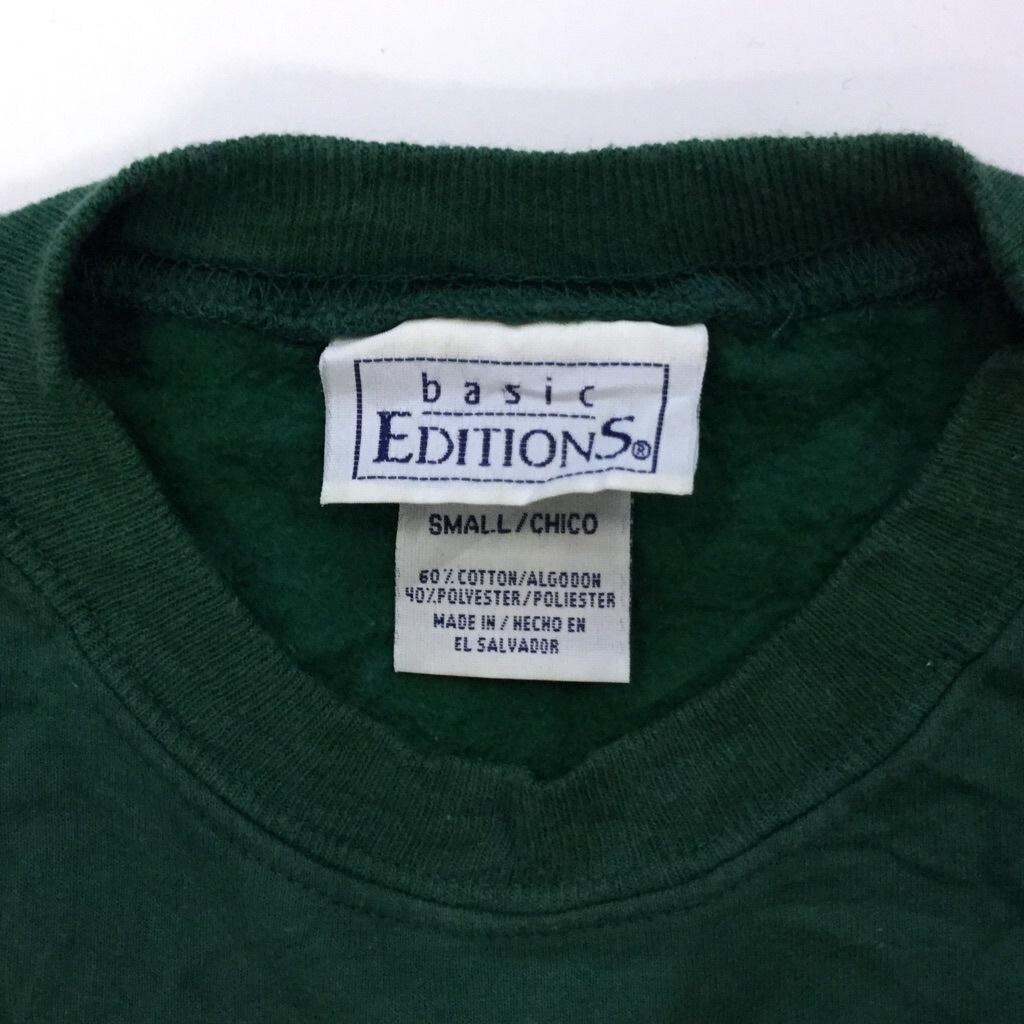 basic
EDITIONS®
SMALL/CHICO
60% COTTON/ALGODON
40% POLYESTER/POLIESTER
MADE IN / HECHO EN
EL SALVADOR